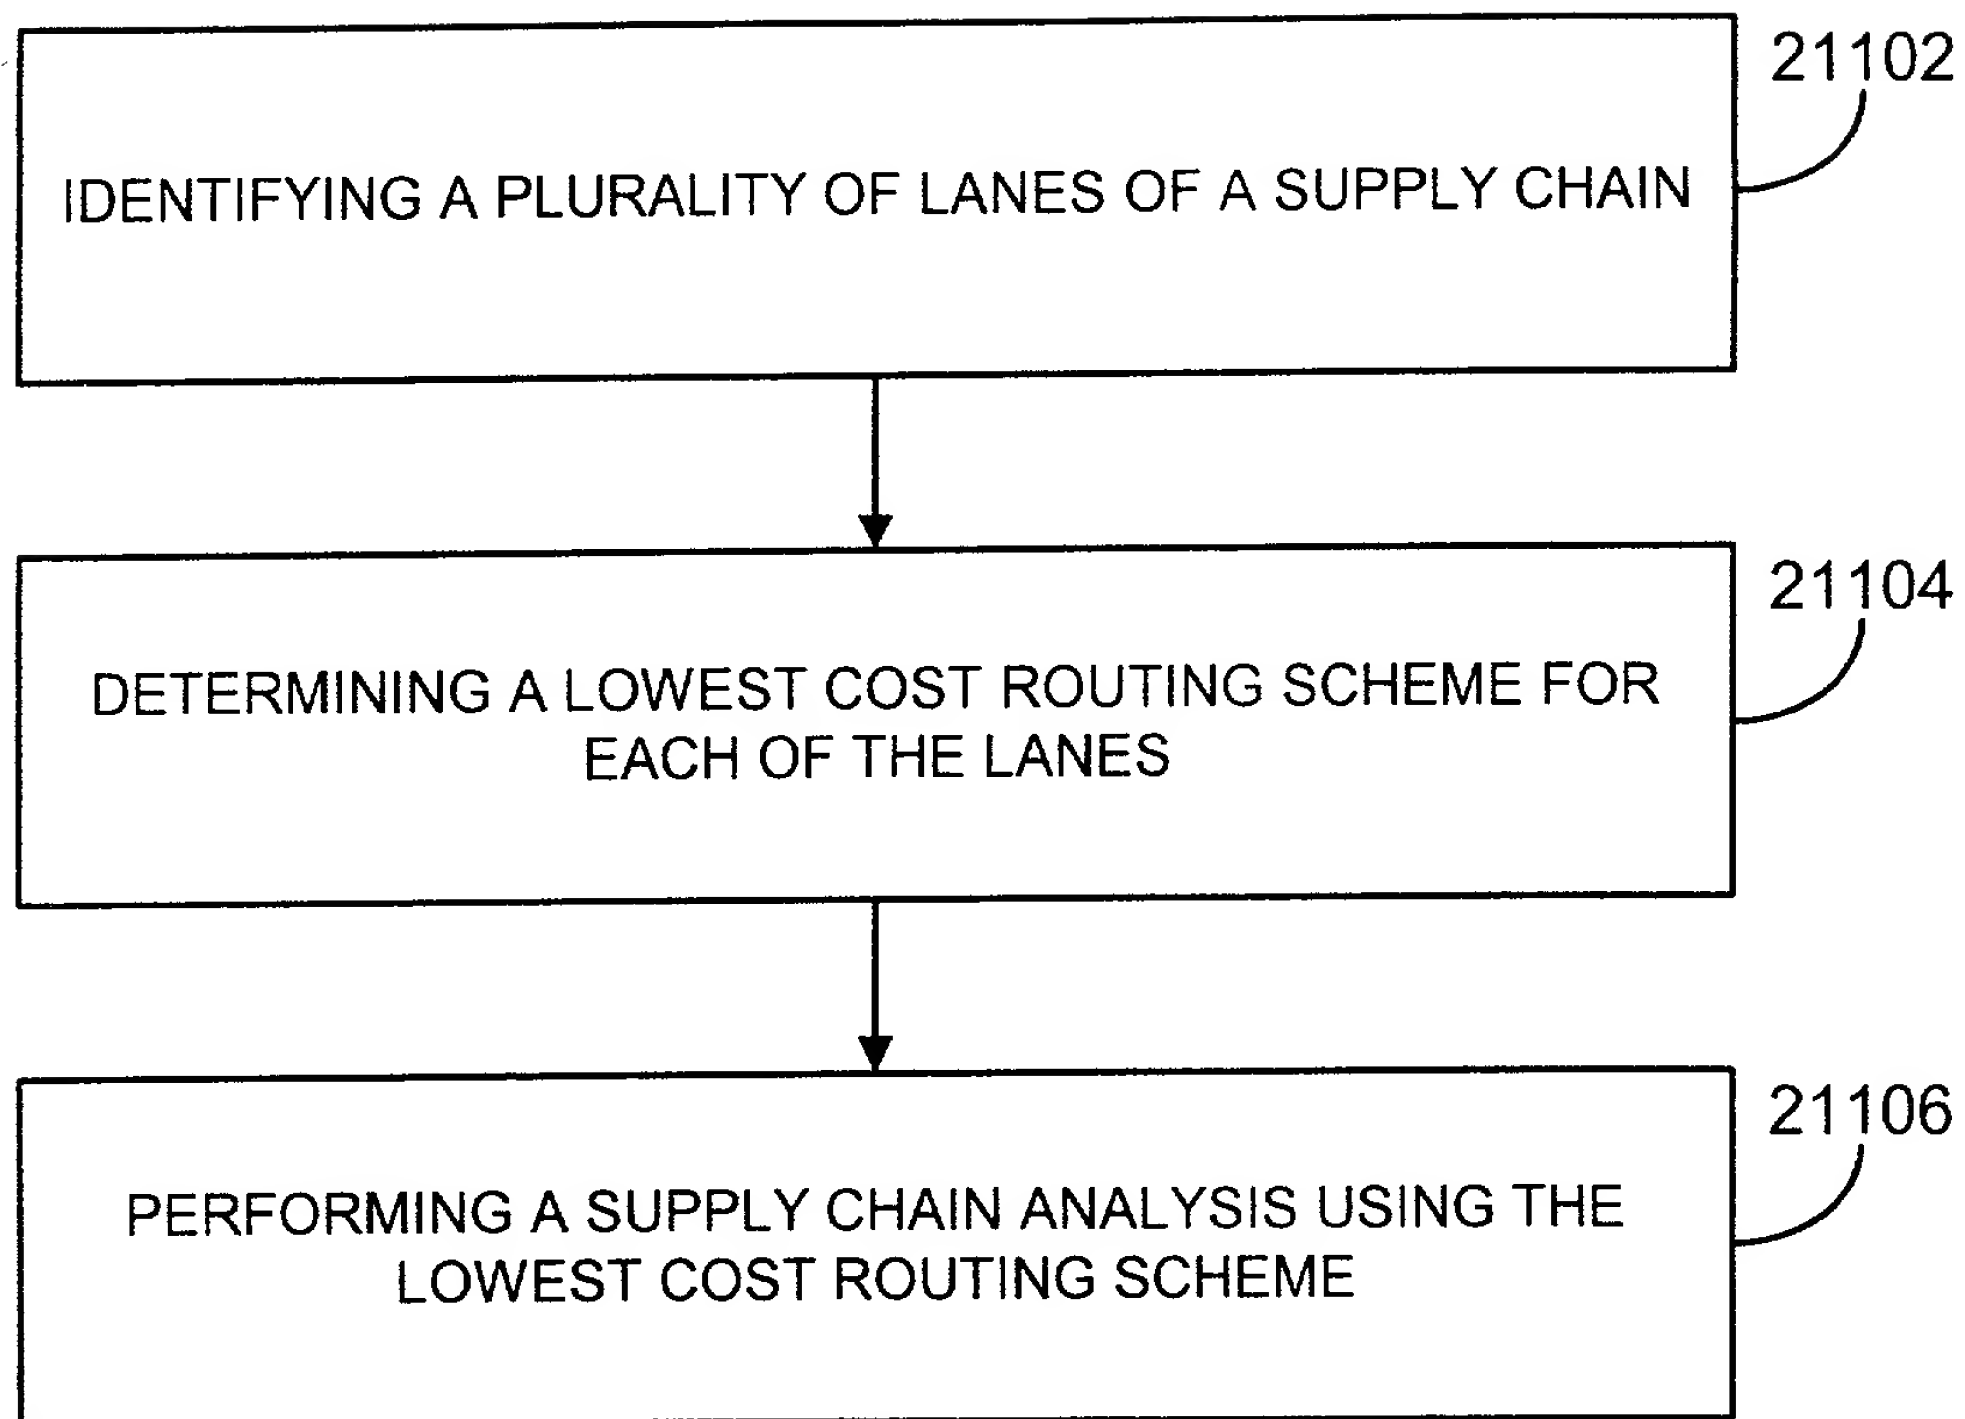 21102
IDENTIFYING A PLURALITY OF LANES OF A SUPPLY CHAIN
21104
DETERMINING A LOWEST COST ROUTING SCHEME FOR
EACH OF THE LANES
21106
PERFORMING A SUPPLY CHAIN ANALYSIS USING THE
LOWEST COST ROUTING SCHEME